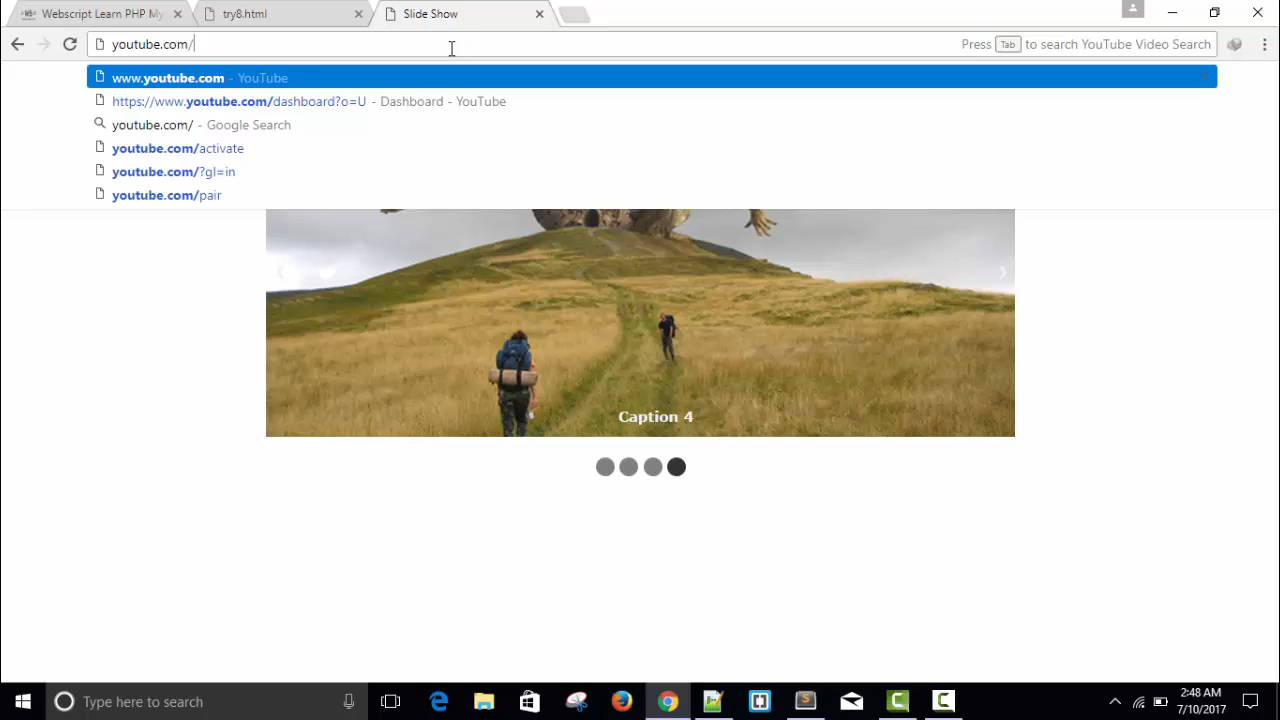 Webscript Learn PHP My
try8.html
Slide Show
youtube.com/
Press Tab to search YouTube Video Search
www.youtube.com - YouTube
https://www.youtube.com/dashboard?o=U - Dashboard - YouTube
youtube.com/ - Google Search
youtube.com/activate
youtube.com/?gl=in
youtube.com/pair
Caption 4
Type here to search
2:48 AM
7/10/2017